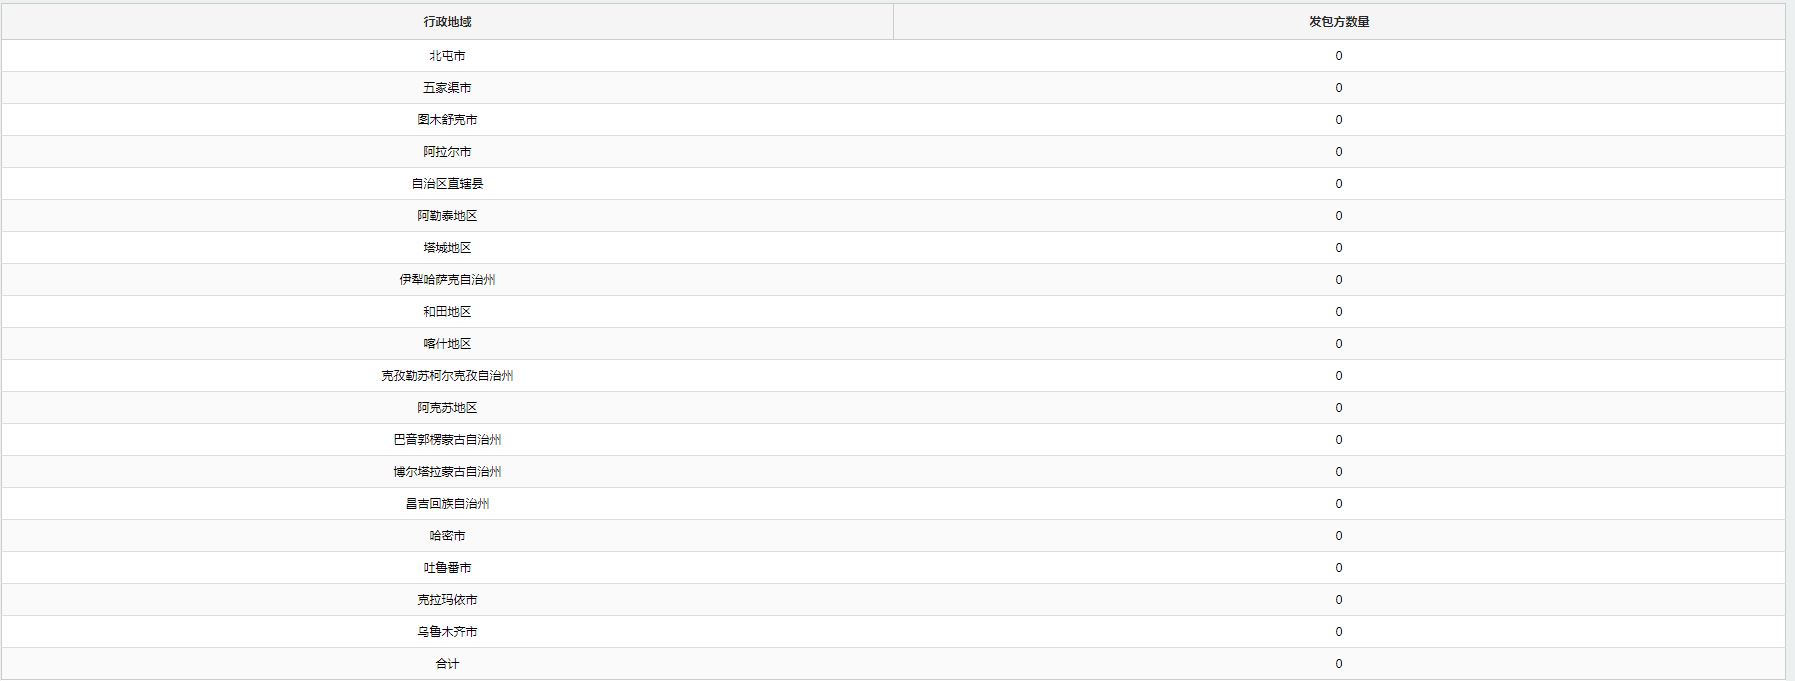 行政地域 发包方数量
北屯市 0
五家渠市 0
图木舒克市 0
阿拉尔市 0
自治区直辖县 0
阿勒泰地区 0
塔城地区 0
伊犁哈萨克自治州 0
和田地区 0
喀什地区 0
克孜勒苏柯尔克孜自治州 0
阿克苏地区 0
巴音郭楞蒙古自治州 0
博尔塔拉蒙古自治州 0
昌吉回族自治州 0
哈密市 0
吐鲁番市 0
克拉玛依市 0
乌鲁木齐市 0
合计 0